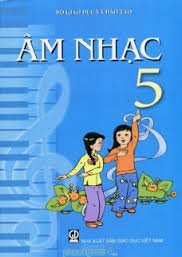 BỘ GIÁO DỤC VÀ ĐÀO TẠO
ÂM NHẠC
5
NHÀ XUẤT BẢN GIÁO DỤC VIỆT NAM